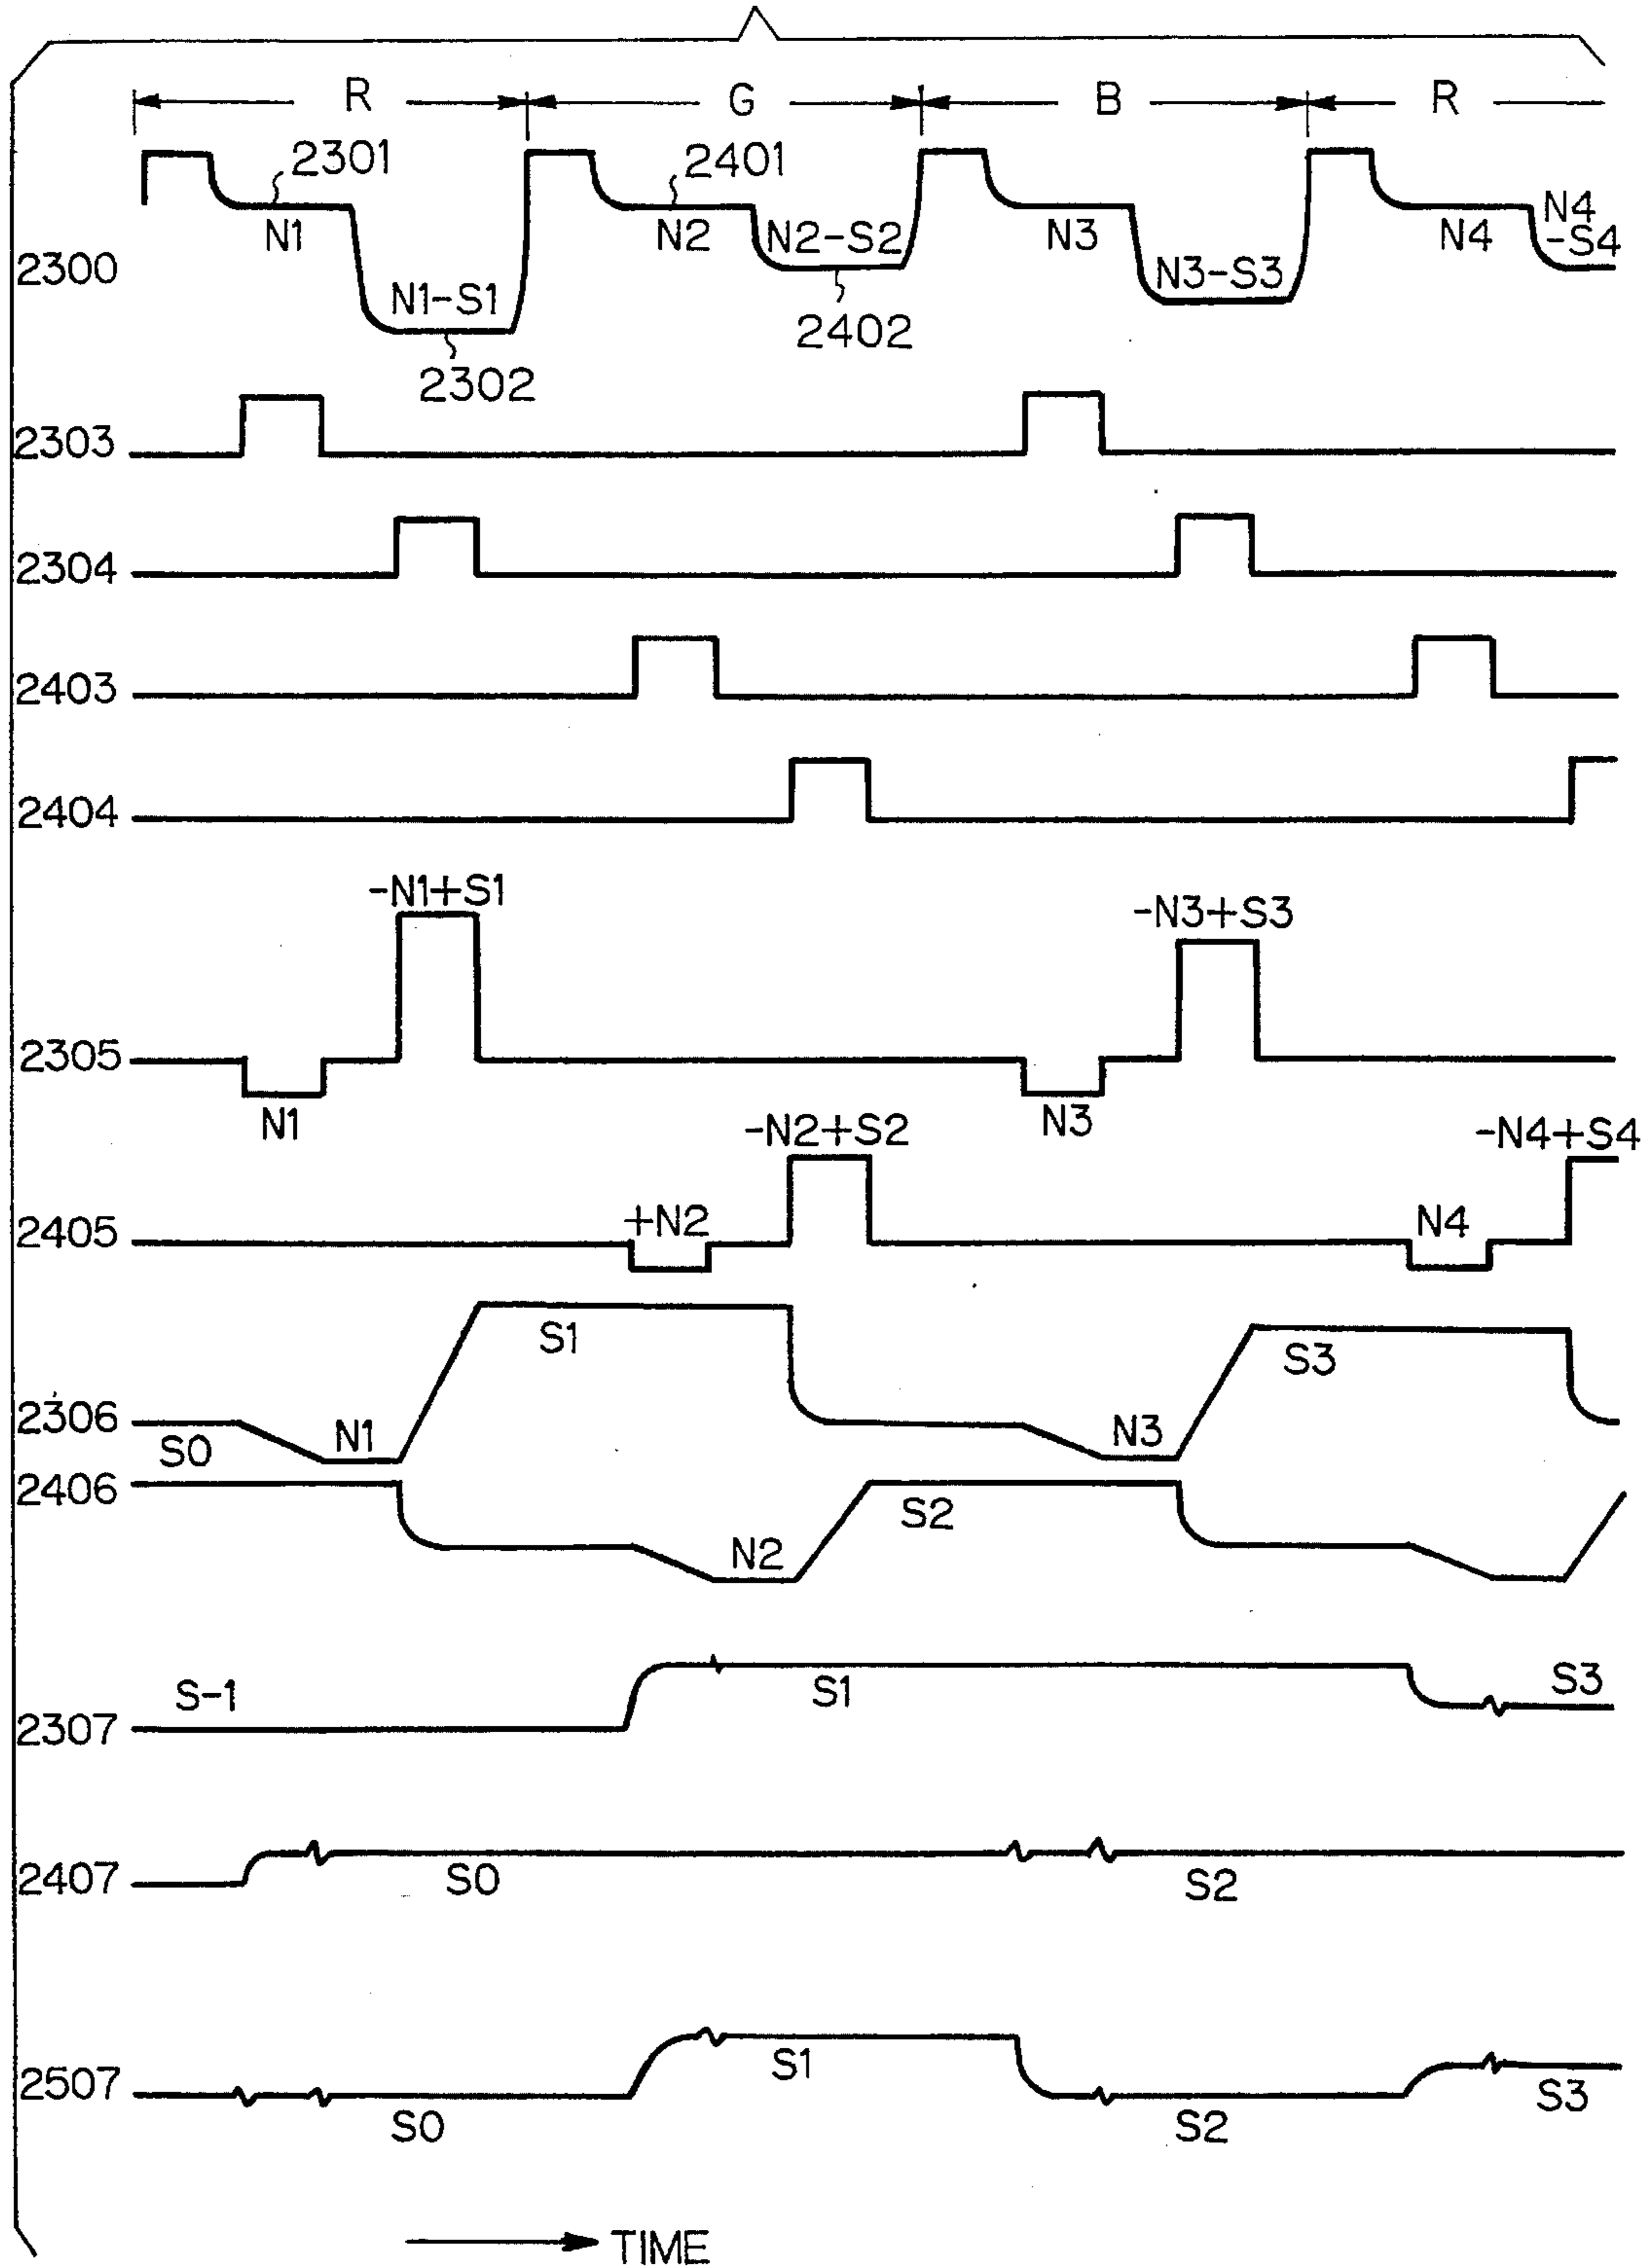 R G B R
2301 2401
N1 N2 N2-S2 N3 N4 N4
-S4
2300 N1-S1 N3-S3
2402
2302
2303
2304
2403
2404
-N1+S1 -N3+S3
2305
N1 N3
-N2+S2 -N4+S4
2405 +N2 N4
S1 S3
2306 N1 N3
S0
2406 S2
N2
S-1 S1 S3
2307
2407 S0 S2
2507 S1 S3
S0 S2
TIME